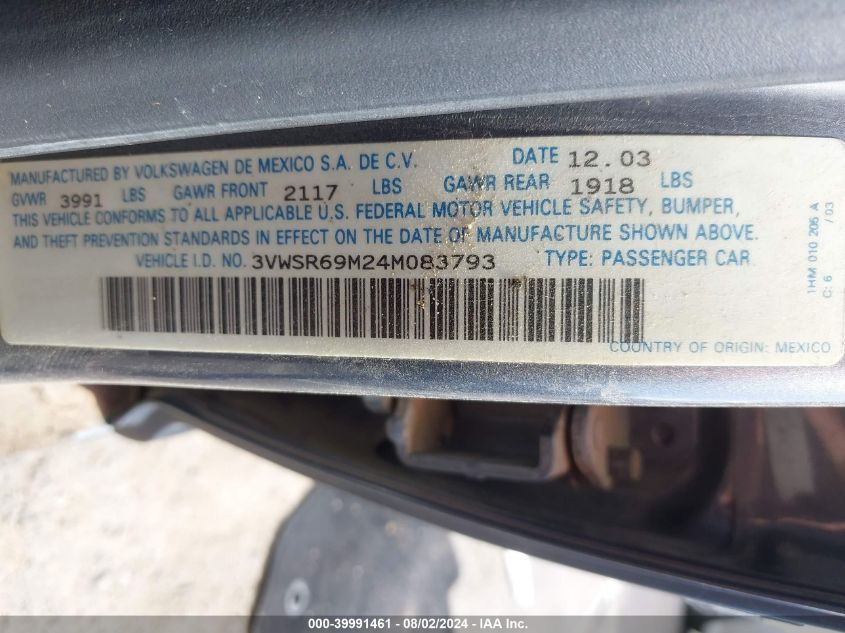 MANUFACTURED BY VOLKSWAGEN DE MEXICO S.A. DE C.V. DATE 12.03
GVWR 3991 LBS GAWR FRONT 2117 LBS GAWR REAR 1918 LBS
THIS VEHICLE CONFORMS TO ALL APPLICABLE U.S. FEDERAL MOTOR VEHICLE SAFETY, BUMPER,
AND THEFT PREVENTION STANDARDS IN EFFECT ON THE DATE OF MANUFACTURE SHOWN ABOVE.
VEHICLE I.D. NO. 3VWSR69M24M083793 TYPE: PASSENGER CAR
COUNTRY OF ORIGIN: MEXICO
1HM 010 205 A
C: 6 / 03
000-39991461 - 08/02/2024 - IAA Inc.